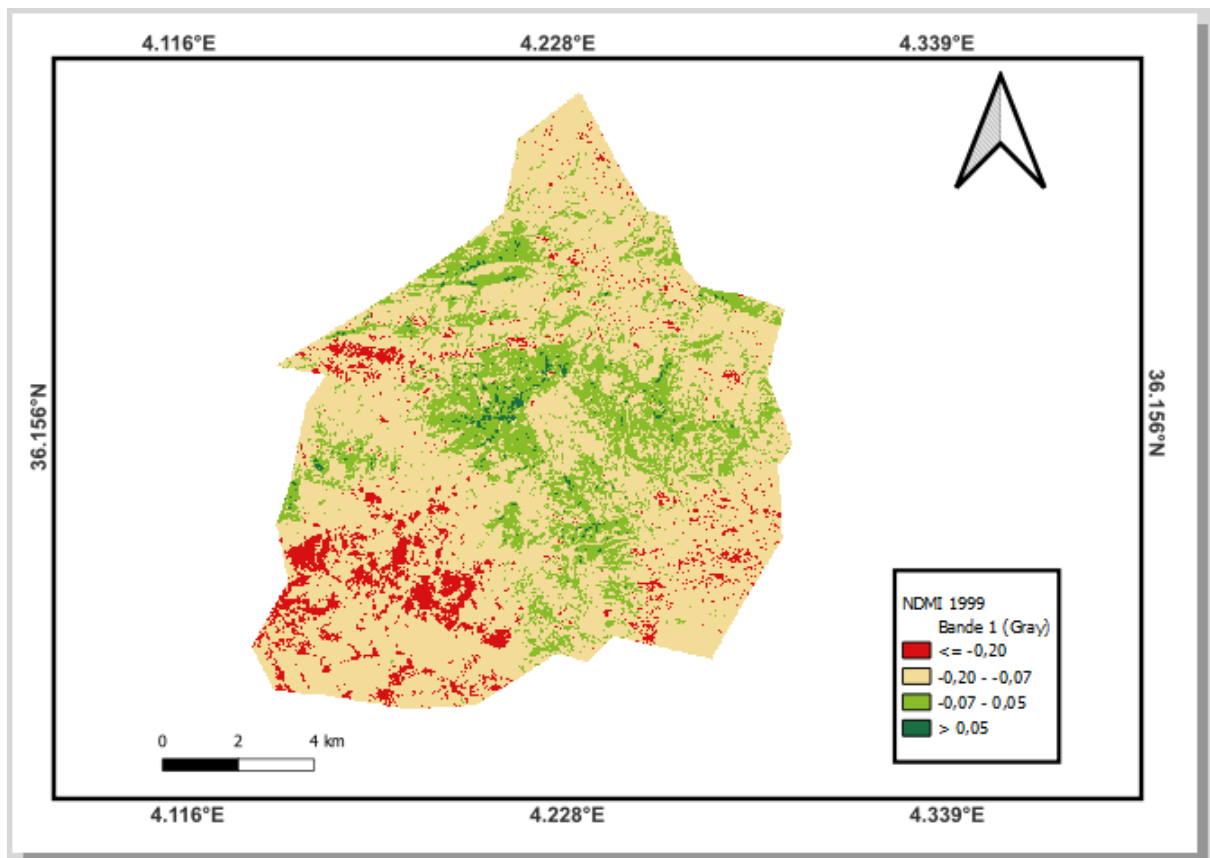 4.116°E 4.228°E 4.339°E
36.156°N
36.156°N
NDMI 1999
Bande 1 (Gray)
<= -0,20
-0,20 - -0,07
-0,07 - 0,05
> 0,05
0 2 4 km
4.116°E 4.228°E 4.339°E